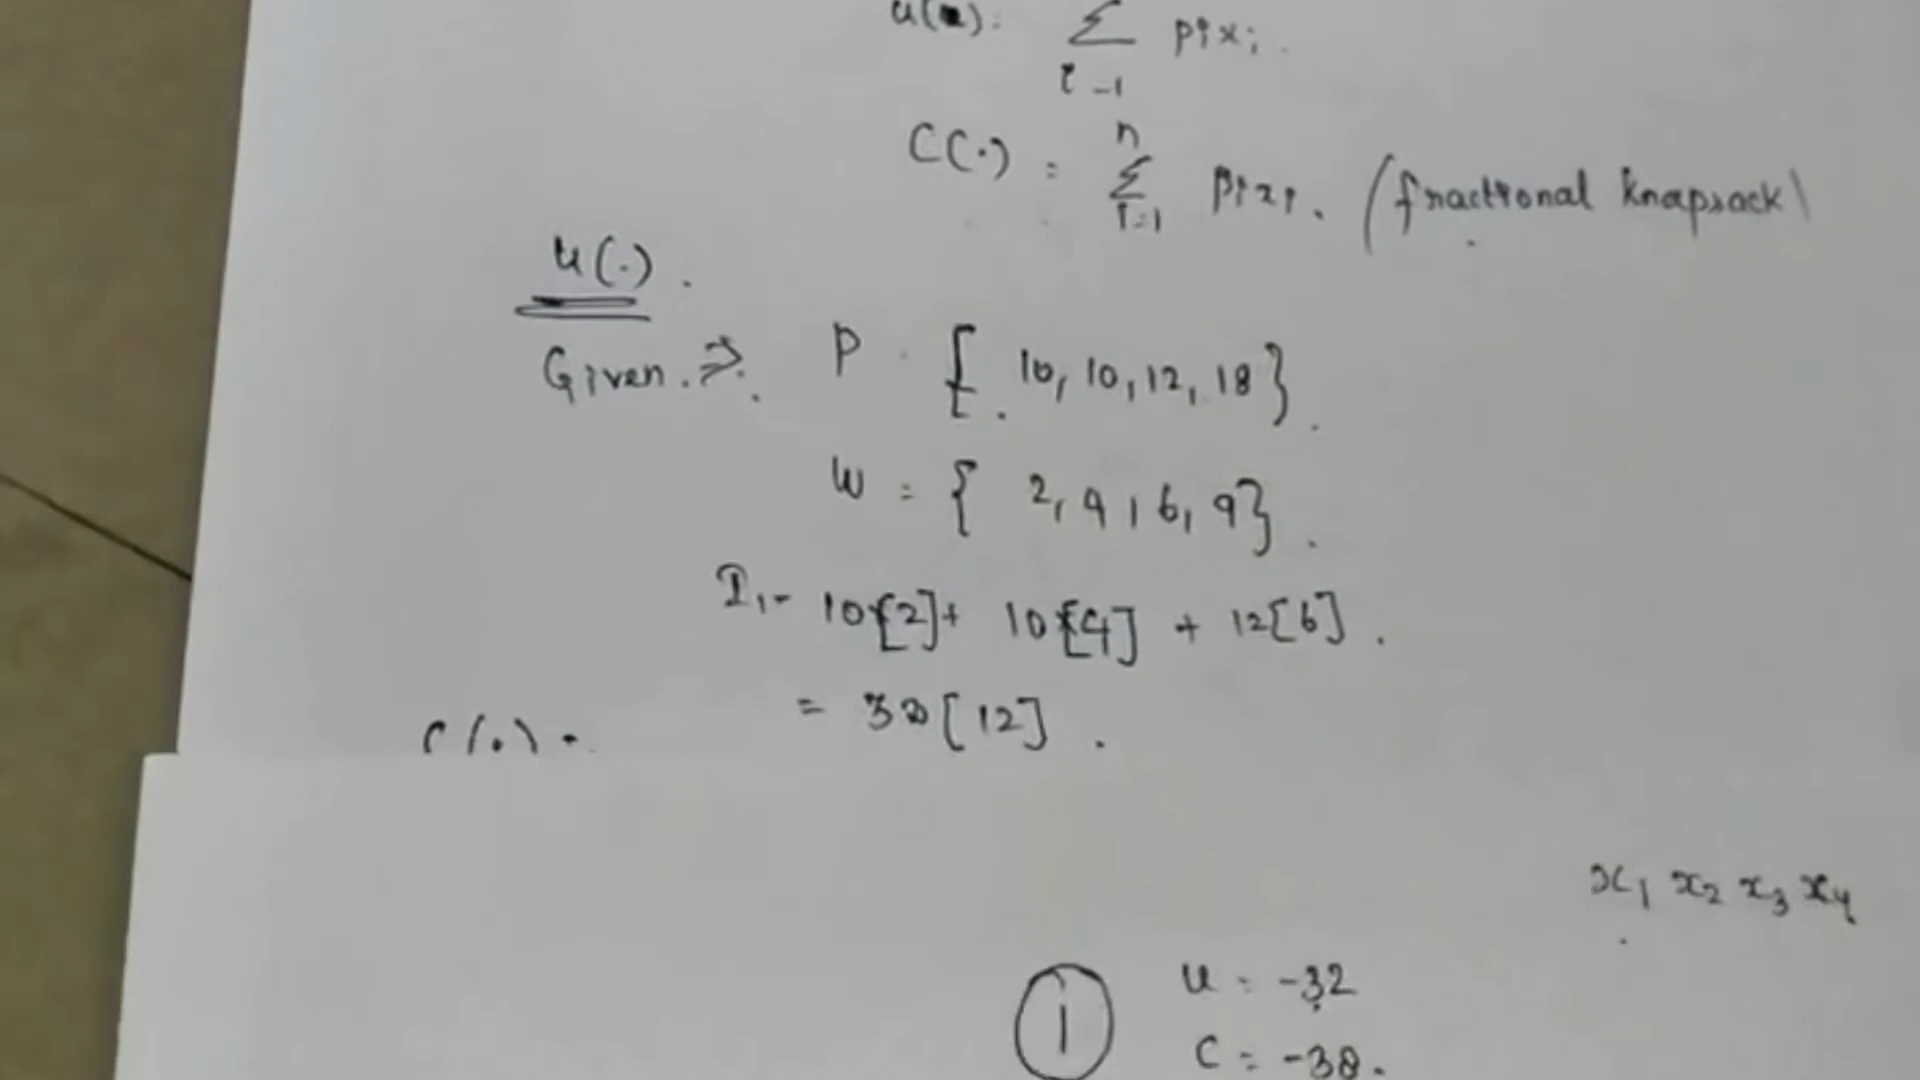 u(.). Σ pixi
i=1
n
C(.) = Σ pixi. (fractional knapsack)
i=1
u(.).
Given. ⇒. P {10, 10, 12, 18}
W = {2, 4, 6, 9}
I1 - 10[2] + 10[4] + 12[6]
= 32[12]
C(.).
x1 x2 x3 x4
① u = -32
C = -38.